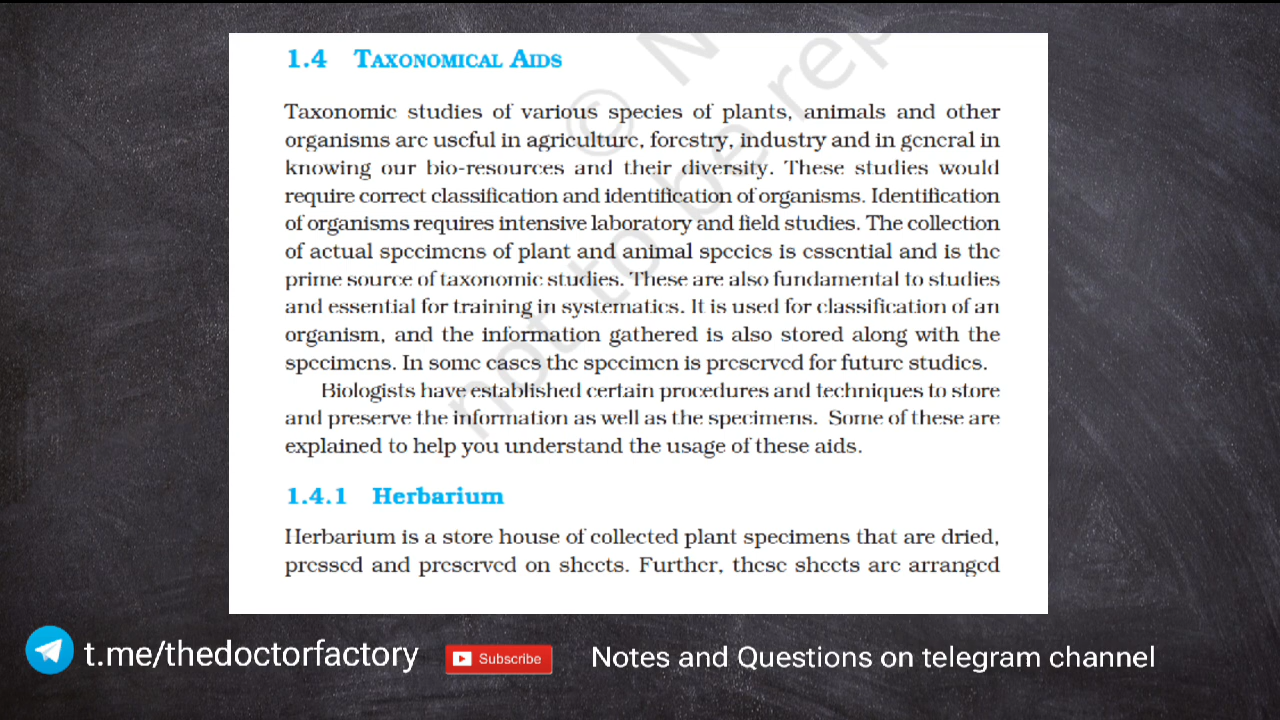 1.4 TAXONOMICAL AIDS
Taxonomic studies of various species of plants, animals and other
organisms are useful in agriculture, forestry, industry and in general in
knowing our bio-resources and their diversity. These studies would
require correct classification and identification of organisms. Identification
of organisms requires intensive laboratory and field studies. The collection
of actual specimens of plant and animal species is essential and is the
prime source of taxonomic studies. These are also fundamental to studies
and essential for training in systematics. It is used for classification of an
organism, and the information gathered is also stored along with the
specimens. In some cases the specimen is preserved for future studies.
Biologists have established certain procedures and techniques to store
and preserve the information as well as the specimens. Some of these are
explained to help you understand the usage of these aids.
1.4.1 Herbarium
Herbarium is a store house of collected plant specimens that are dried,
pressed and preserved on sheets. Further, these sheets are arranged
© N
not to be rep
t.me/thedoctorfactory
Subscribe
Notes and Questions on telegram channel